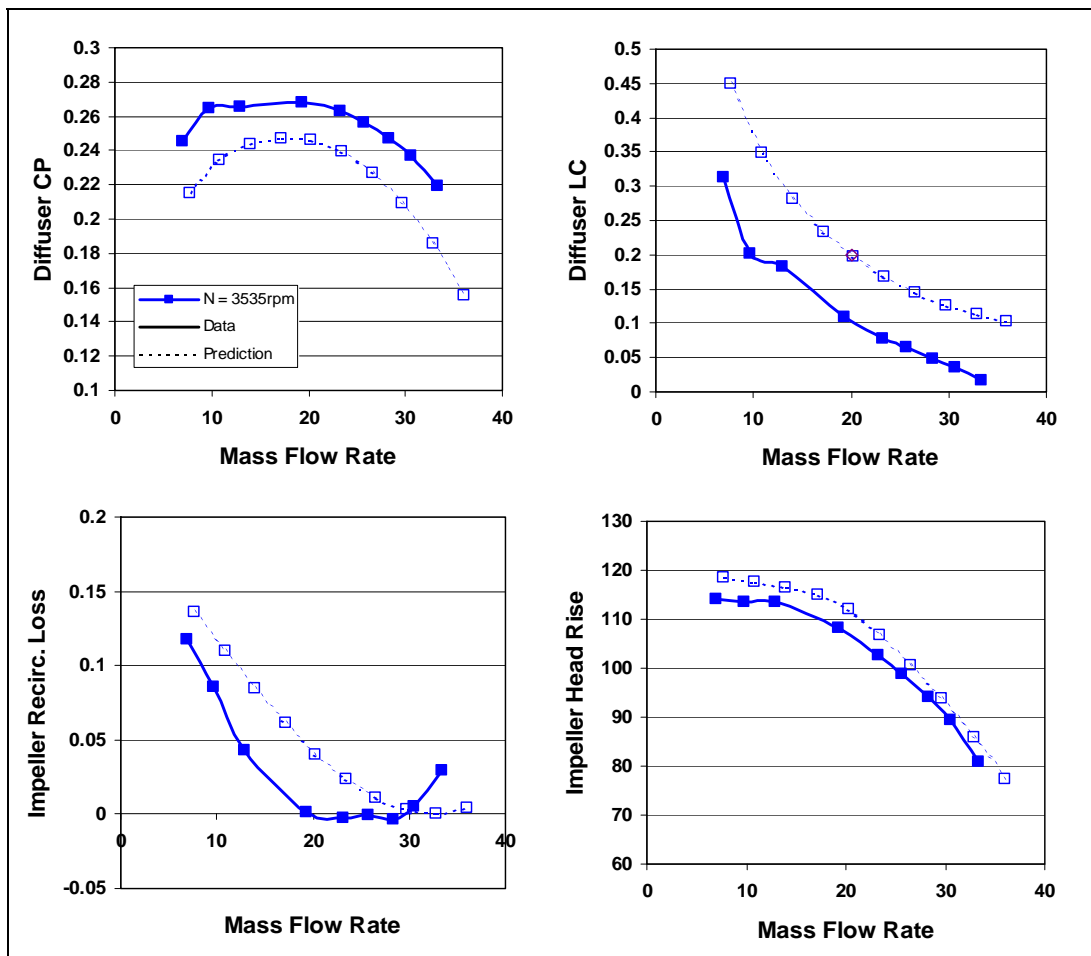 0.3
0.28
0.26
0.24
0.22
0.2
0.18
0.16
0.14
0.12
0.1
0 10 20 30 40
Diffuser CP
Mass Flow Rate
N = 3535rpm
Data
Prediction
0.5
0.45
0.4
0.35
0.3
0.25
0.2
0.15
0.1
0.05
0
0 10 20 30 40
Diffuser LC
Mass Flow Rate
0.2
0.15
0.1
0.05
0
-0.05
0 10 20 30 40
Impeller Recirc. Loss
Mass Flow Rate
130
120
110
100
90
80
70
60
0 10 20 30 40
Impeller Head Rise
Mass Flow Rate